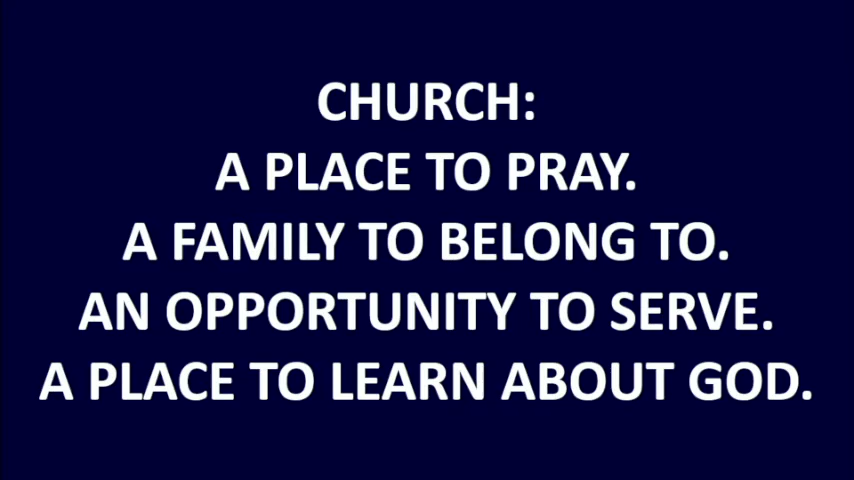 CHURCH:
A PLACE TO PRAY.
A FAMILY TO BELONG TO.
AN OPPORTUNITY TO SERVE.
A PLACE TO LEARN ABOUT GOD.